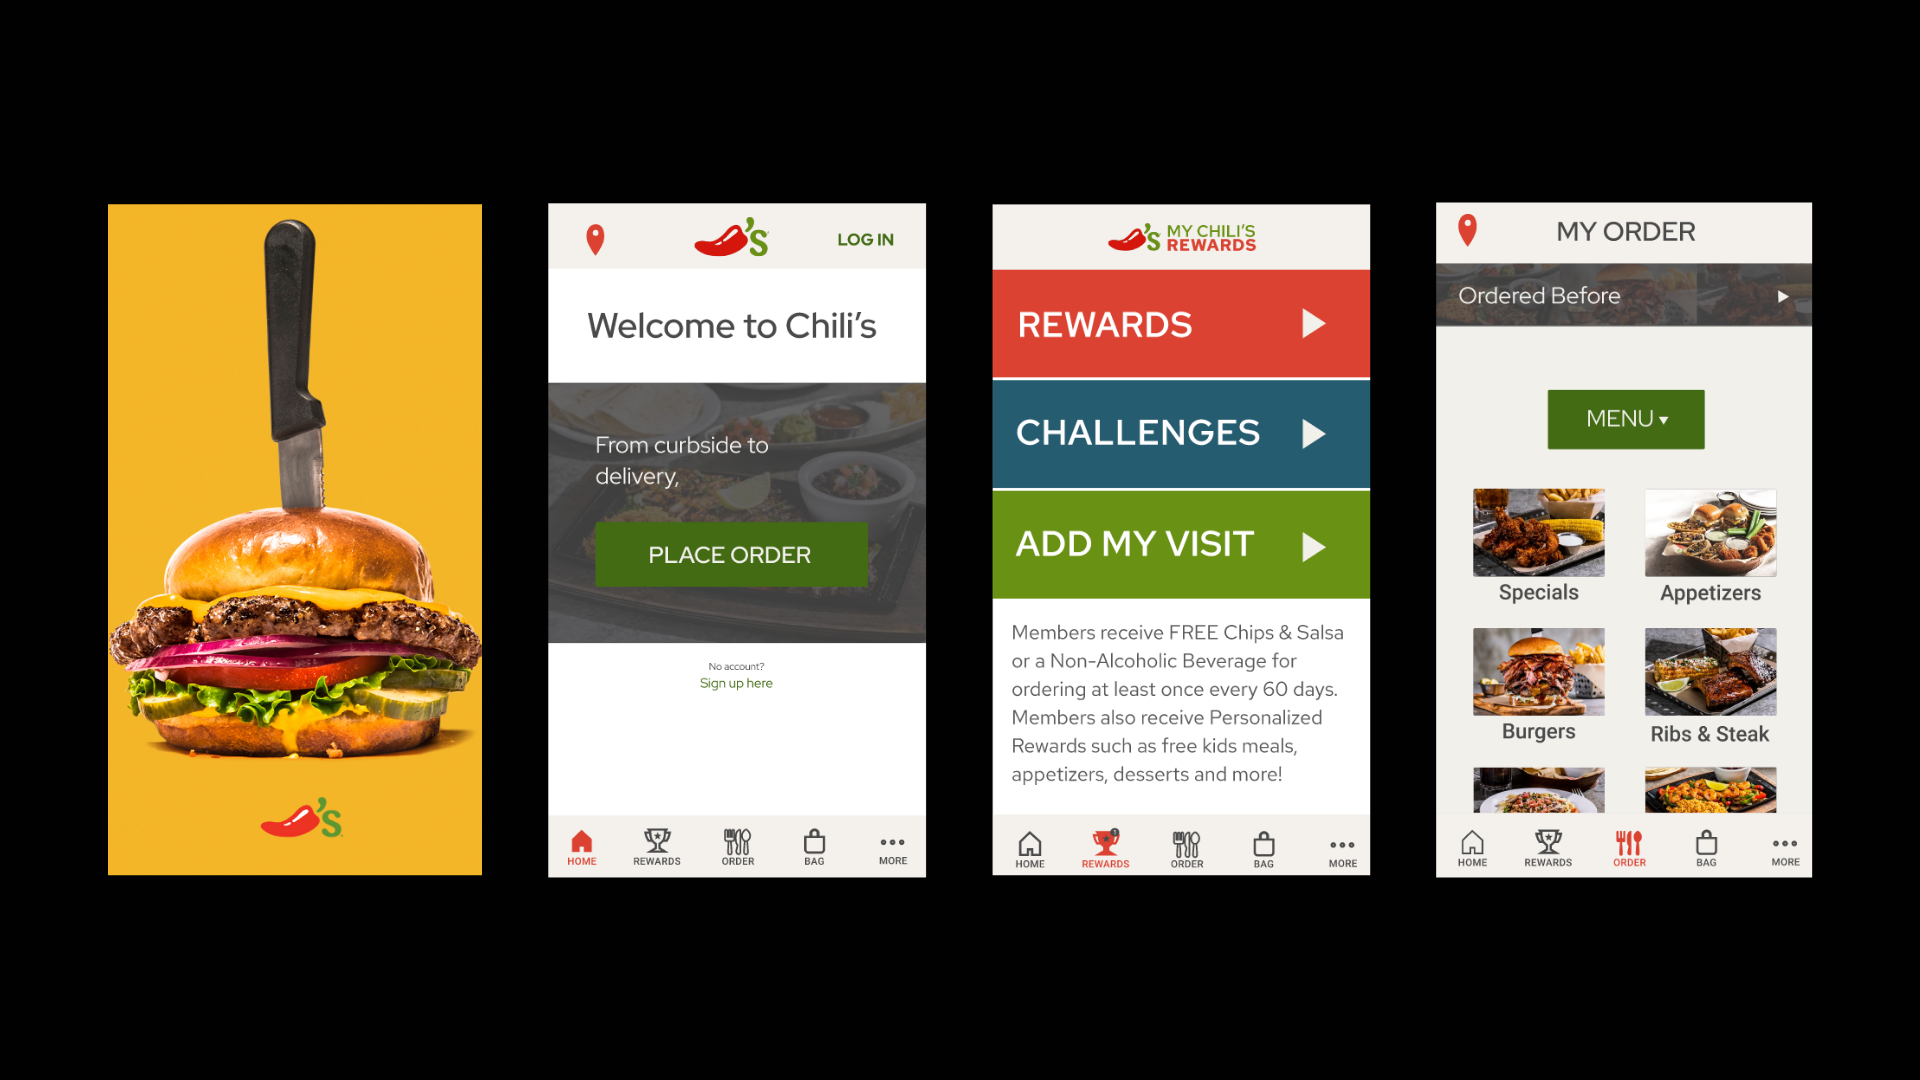 's
's
LOG IN
Welcome to Chili's
From curbside to
delivery,
PLACE ORDER
No account?
Sign up here
HOME
REWARDS
ORDER
BAG
MORE
's MY CHILI'S
REWARDS
REWARDS
CHALLENGES
ADD MY VISIT
Members receive FREE Chips & Salsa
or a Non-Alcoholic Beverage for
ordering at least once every 60 days.
Members also receive Personalized
Rewards such as free kids meals,
appetizers, desserts and more!
HOME
1
REWARDS
ORDER
BAG
MORE
MY ORDER
Ordered Before
MENU
Specials
Appetizers
Burgers
Ribs & Steak
HOME
REWARDS
ORDER
BAG
MORE